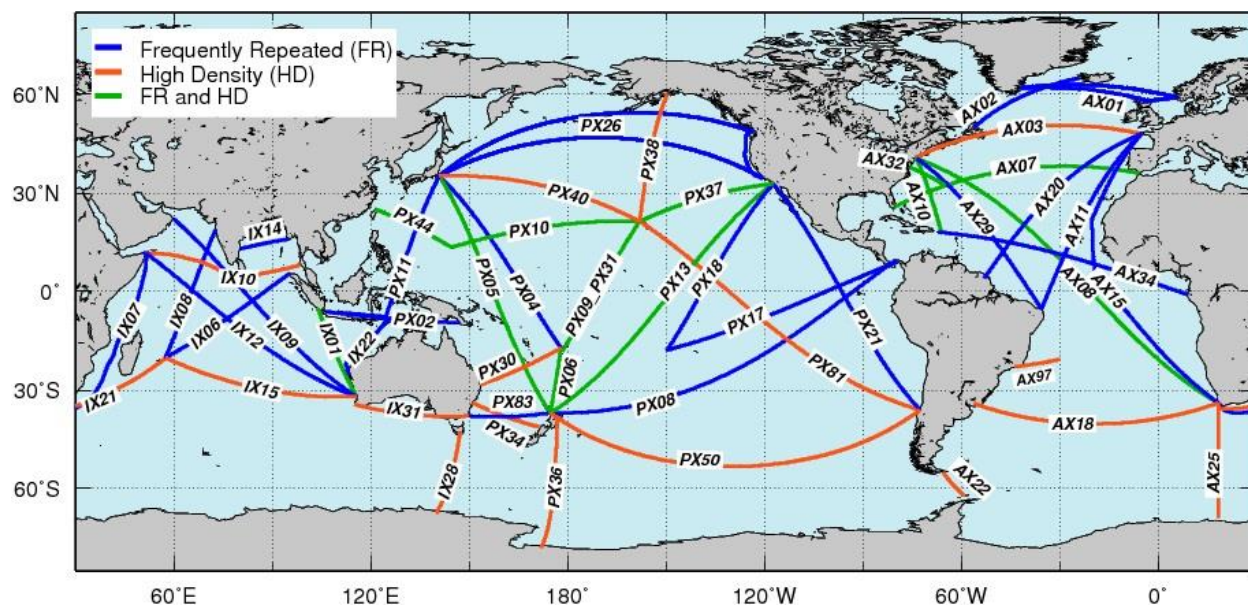 Frequently Repeated (FR)
High Density (HD)
FR and HD
60°N
30°N
0°
30°S
60°S
60°E
120°E
180°
120°W
60°W
0°
AX02
AX01
PX26
AX03
PX38
AX32
AX07
PX37
AX20
PX40
AX10
PX44
AX29
AX11
IX14
PX10
IX10
PX11
PX05
PX04
PX09_PX31
PX13
PX18
AX08
AX15
AX34
IX07
IX08
IX06
IX12
IX09
IX01
IX22
PX02
PX17
PX21
PX30
PX06
PX81
AX97
IX21
IX15
IX31
PX83
PX34
PX08
AX18
PX50
IX28
PX36
AX22
AX25